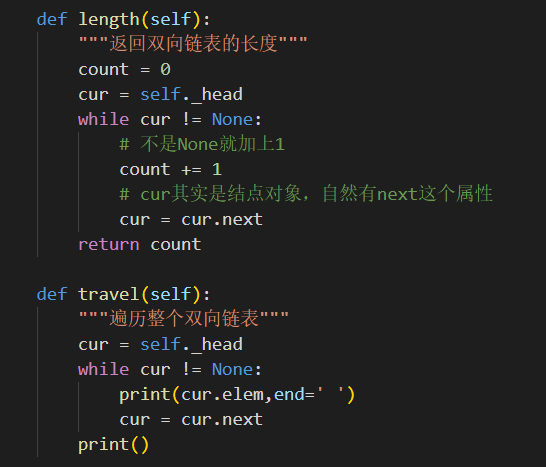 def length(self):
    """返回双向链表的长度"""
    count = 0
    cur = self._head
    while cur != None:
        # 不是None就加上1
        count += 1
        # cur其实是结点对象，自然有next这个属性
        cur = cur.next
    return count

def travel(self):
    """遍历整个双向链表"""
    cur = self._head
    while cur != None:
        print(cur.elem,end=' ')
        cur = cur.next
    print()